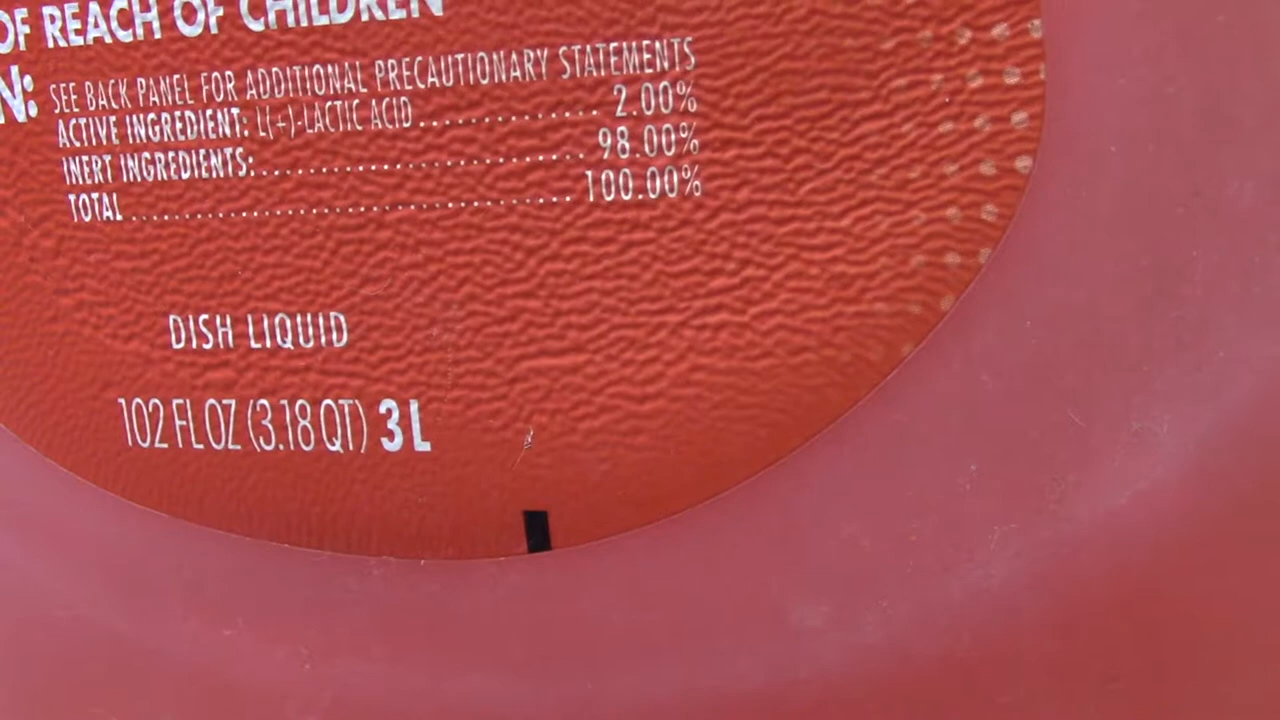 OF REACH OF CHILDREN
N: SEE BACK PANEL FOR ADDITIONAL PRECAUTIONARY STATEMENTS
ACTIVE INGREDIENT: L(+)-LACTIC ACID .............. 2.00%
INERT INGREDIENTS: .............................. 98.00%
TOTAL ........................................ 100.00%
DISH LIQUID
102 FL OZ (3.18 QT) 3 L